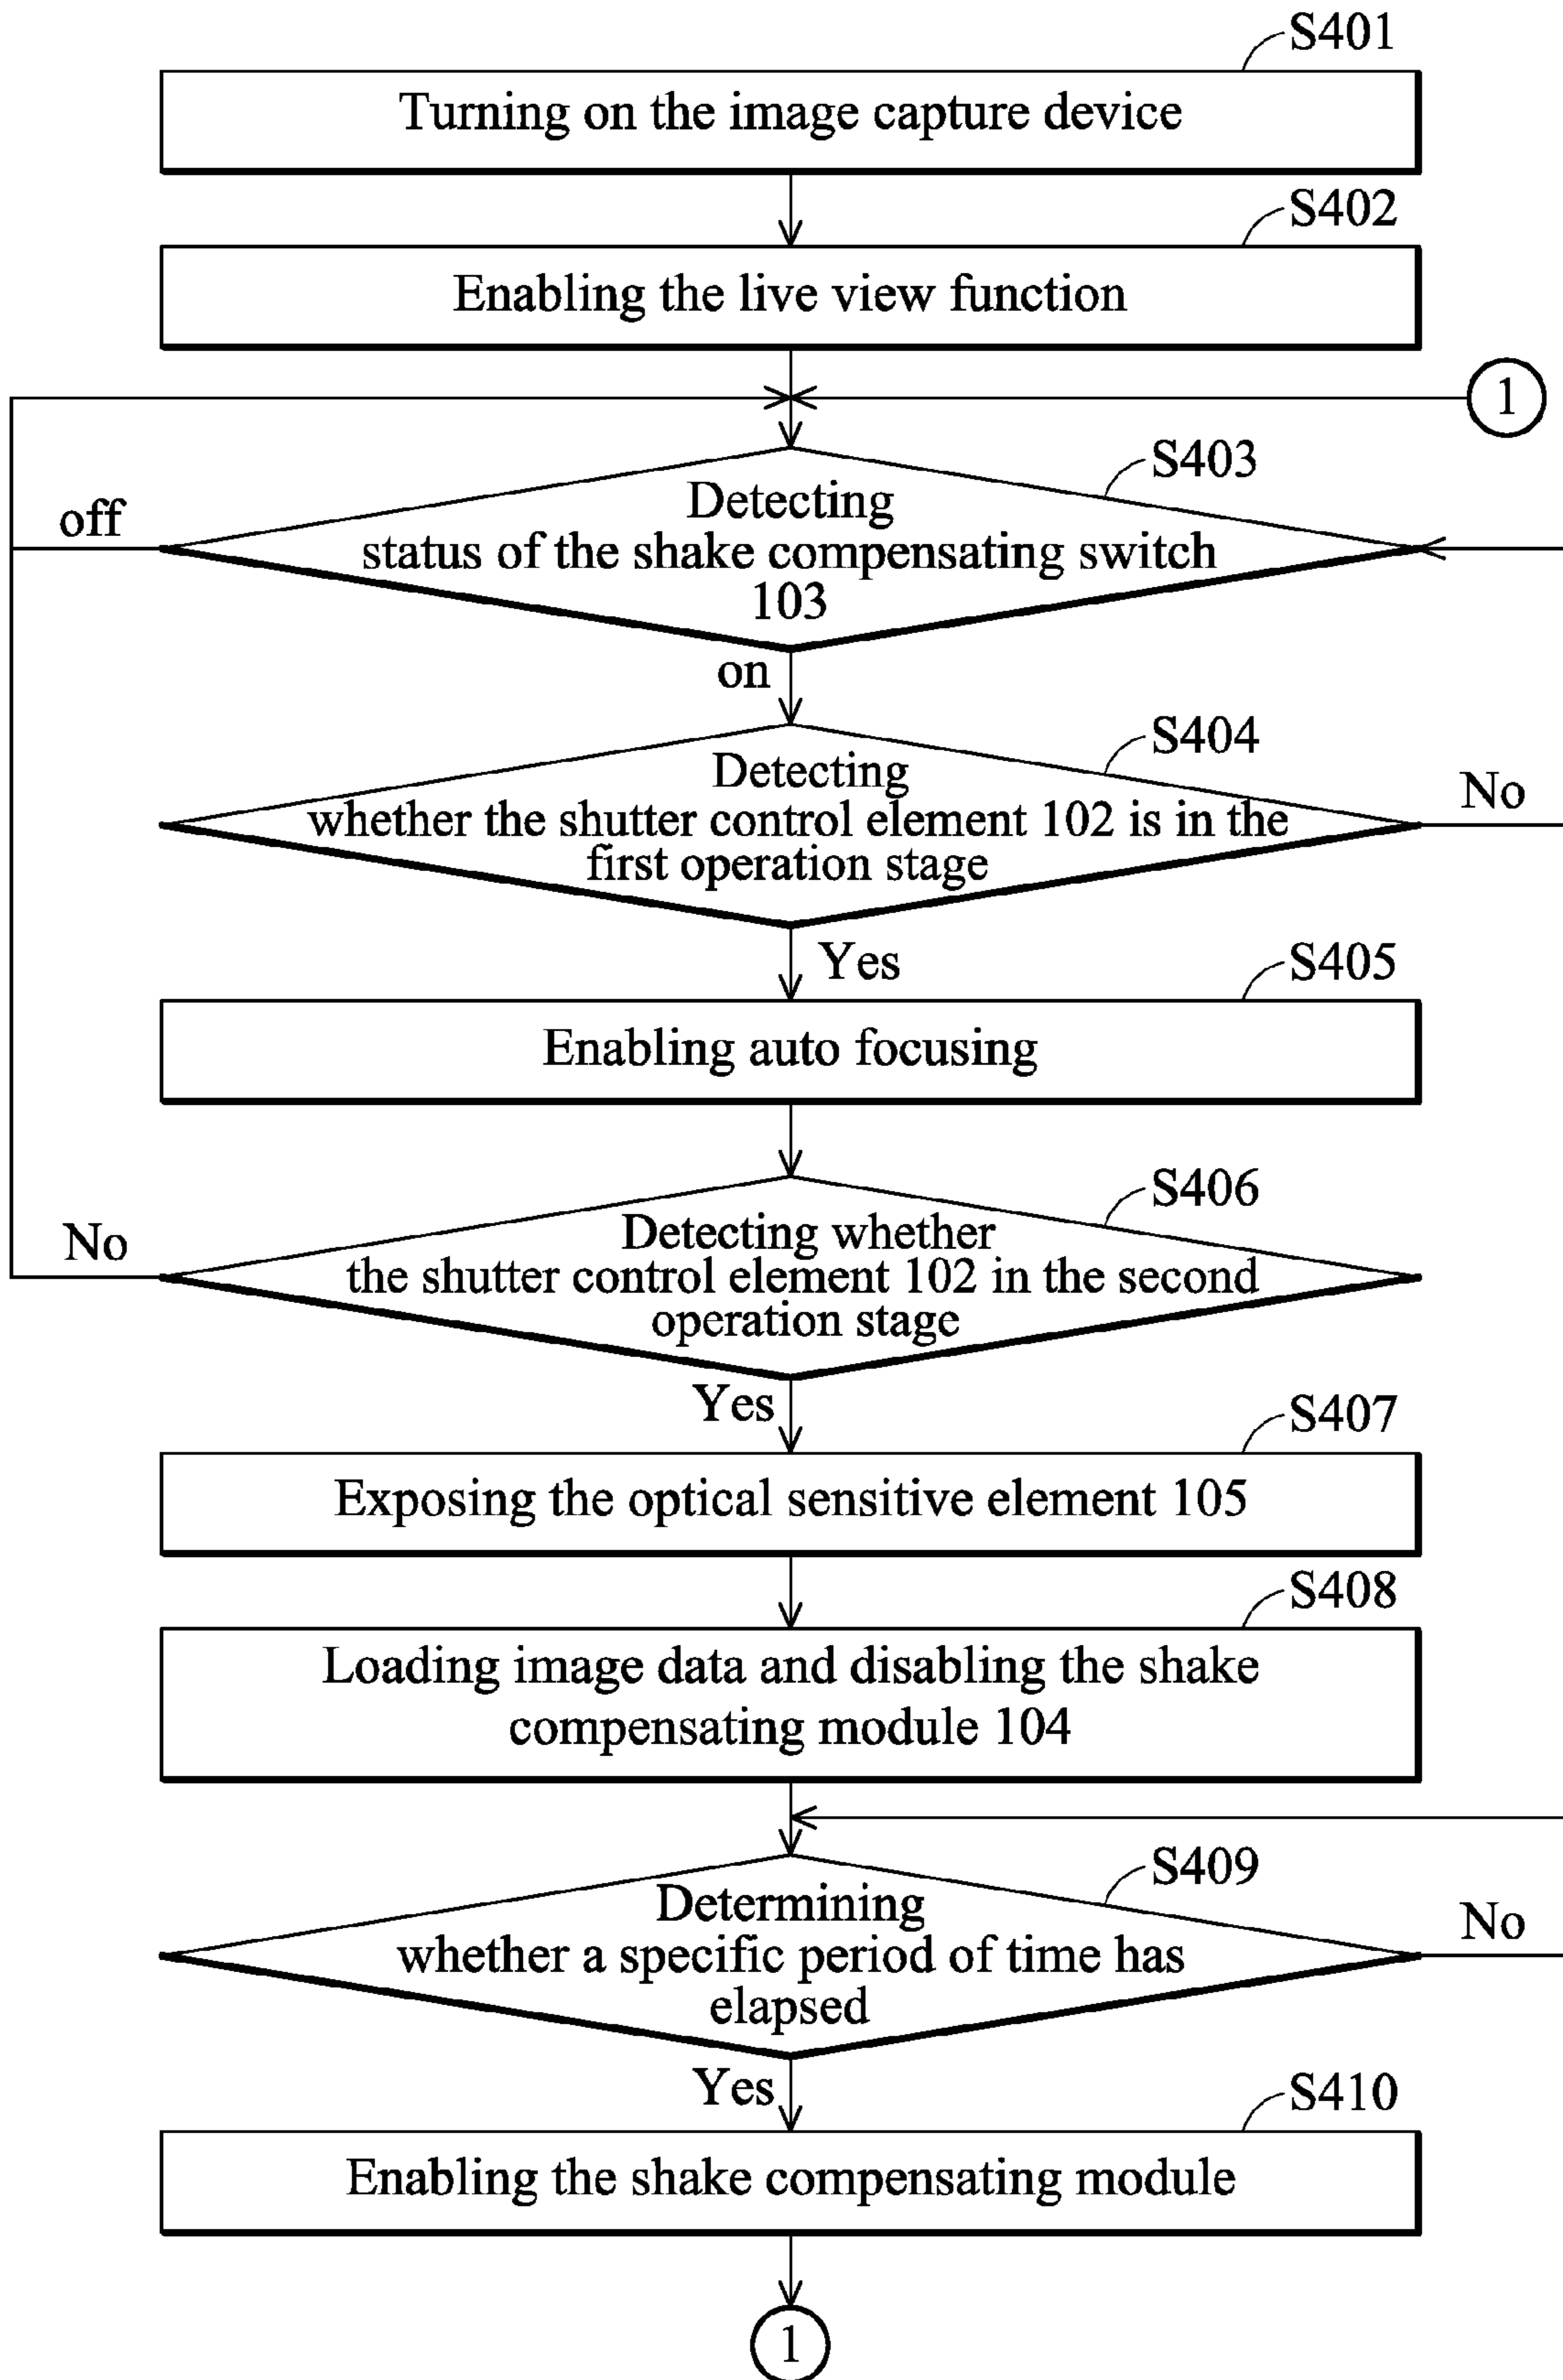 S401
Turning on the image capture device
S402
Enabling the live view function
1
S403
Detecting
status of the shake compensating switch
103
off
on
S404
Detecting
whether the shutter control element 102 is in the
first operation stage
No
Yes
S405
Enabling auto focusing
S406
Detecting whether
the shutter control element 102 in the second
operation stage
No
Yes
S407
Exposing the optical sensitive element 105
S408
Loading image data and disabling the shake
compensating module 104
S409
Determining
whether a specific period of time has
elapsed
No
Yes
S410
Enabling the shake compensating module
1